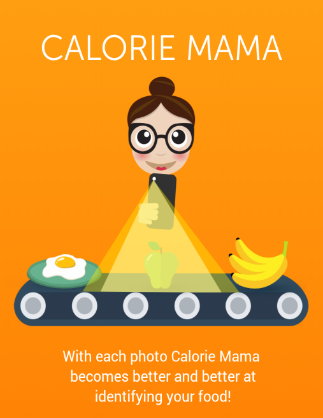 CALORIE MAMA
With each photo Calorie Mama
becomes better and better at
identifying your food!